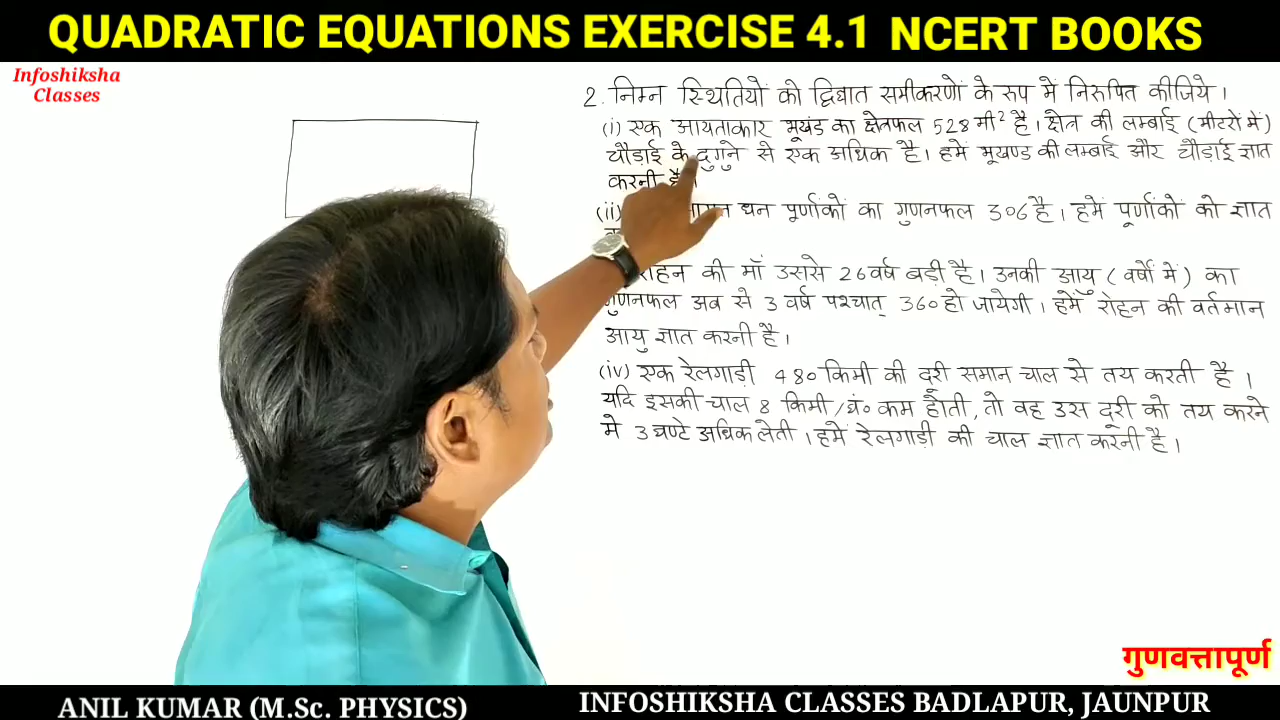 QUADRATIC EQUATIONS EXERCISE 4.1 NCERT BOOKS
Infoshiksha
Classes
2. निम्न स्थितियों को द्विघात समीकरणों के रूप में निरूपित कीजिये।
(i) एक आयताकार भूखंड का क्षेत्रफल 528 मी² है। क्षेत्र की लम्बाई (मीटरों में)
चौड़ाई के दुगुने से एक अधिक है। हमें भूखण्ड की लम्बाई और चौड़ाई ज्ञात
करनी है।
(ii) धन पूर्णाकों का गुणनफल 306 है। हमें पूर्णाकों को ज्ञात
रोहन की माँ उससे 26 वर्ष बड़ी है। उनकी आयु (वर्षों में) का
गुणनफल अब से 3 वर्ष पश्चात् 360 हो जायेगी। हमें रोहन की वर्तमान
आयु ज्ञात करनी है।
(iv) एक रेलगाड़ी 480 किमी की दूरी समान चाल से तय करती है।
यदि इसकी चाल 8 किमी/घं० कम होती, तो वह उस दूरी को तय करने
मे 3 घण्टे अधिक लेती। हमें रेलगाड़ी की चाल ज्ञात करनी है।
गुणवत्तापूर्ण
ANIL KUMAR (M.Sc. PHYSICS)
INFOSHIKSHA CLASSES BADLAPUR, JAUNPUR